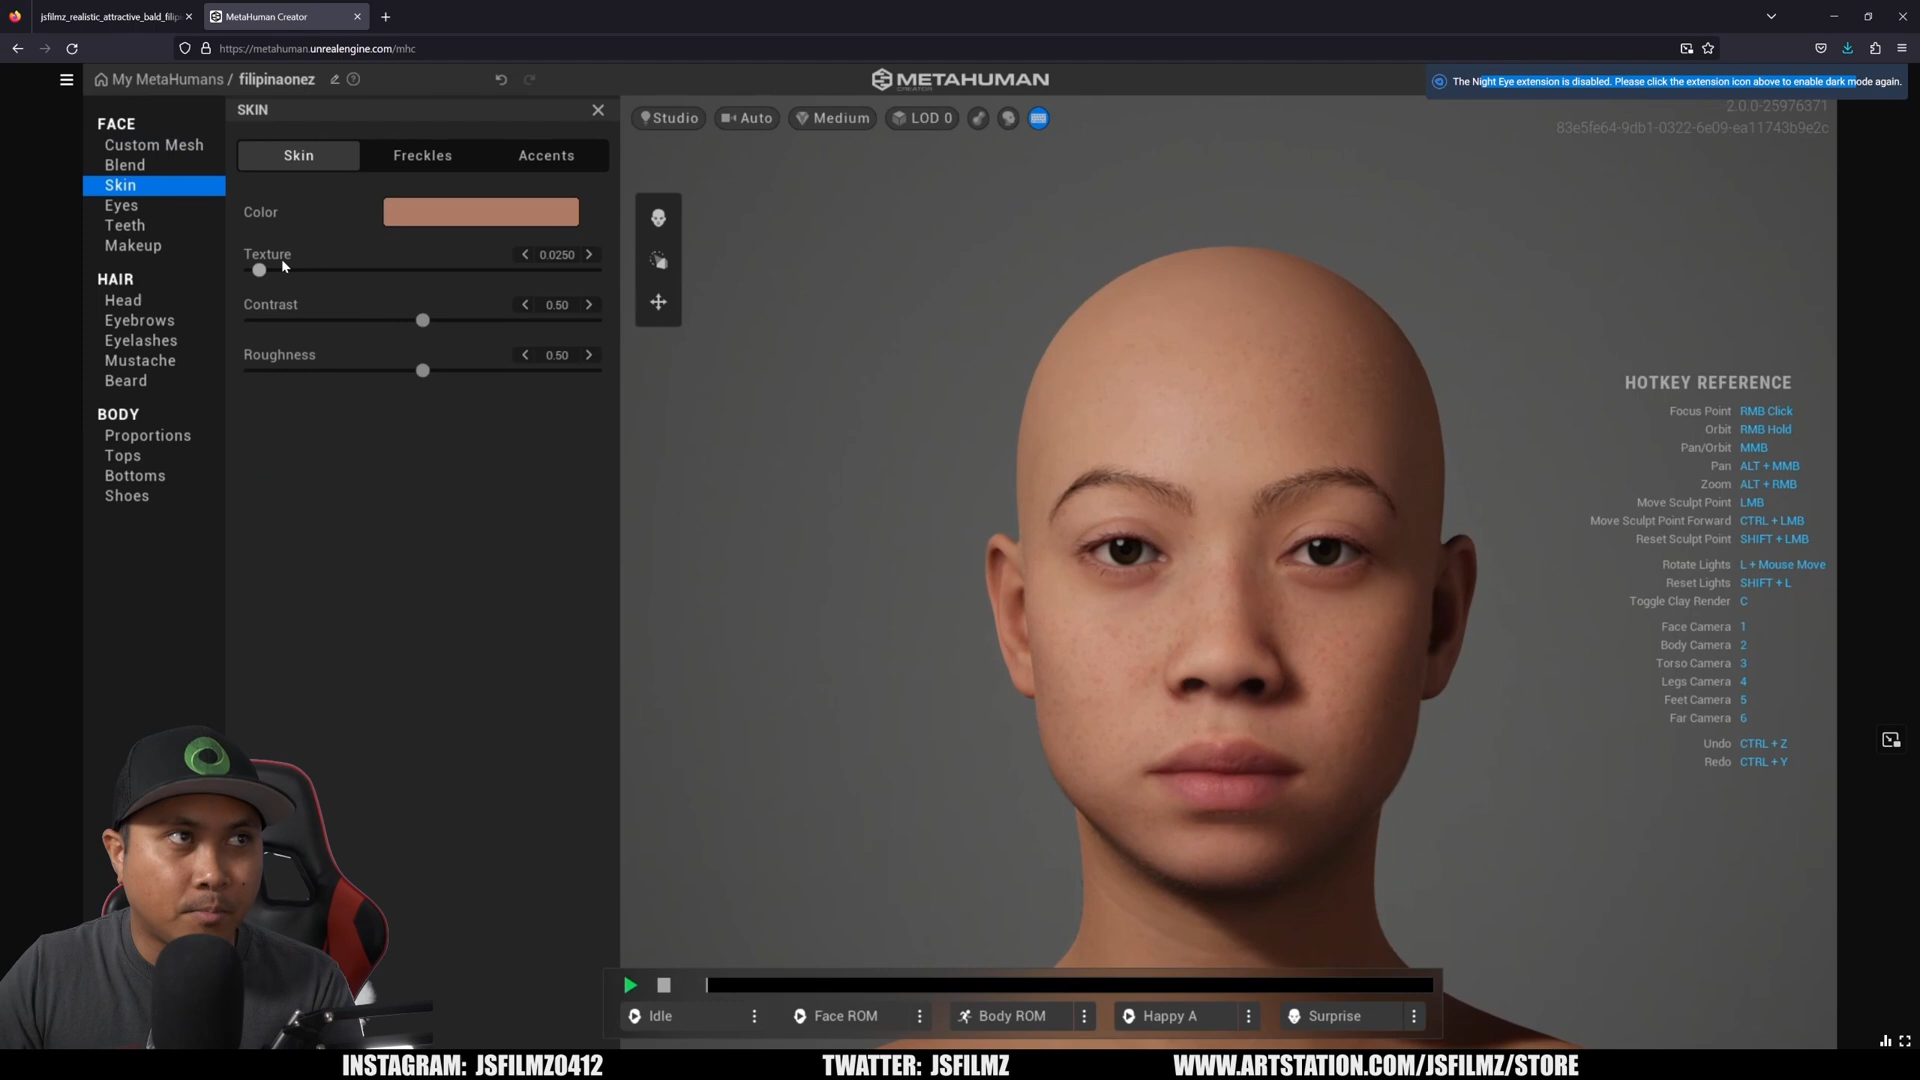 jsfilmz_realistic_attractive_bald_filip
MetaHuman Creator
https://metahuman.unrealengine.com/mhc
My MetaHumans / filipinaonez
METAHUMAN
CREATOR
The Night Eye extension is disabled. Please click the extension icon above to enable dark mode again.
2.0.0-25976371
83e5fe64-9db1-0322-6e09-ea11743b9e2c
FACE
Custom Mesh
Blend
Skin
Eyes
Teeth
Makeup
HAIR
Head
Eyebrows
Eyelashes
Mustache
Beard
BODY
Proportions
Tops
Bottoms
Shoes
SKIN
Skin
Freckles
Accents
Color
Texture
0.0250
Contrast
0.50
Roughness
0.50
Studio
Auto
Medium
LOD 0
HOTKEY REFERENCE
Focus Point RMB Click
Orbit RMB Hold
Pan/Orbit MMB
Pan ALT + MMB
Zoom ALT + RMB
Move Sculpt Point LMB
Move Sculpt Point Forward CTRL + LMB
Reset Sculpt Point SHIFT + LMB
Rotate Lights L + Mouse Move
Reset Lights SHIFT + L
Toggle Clay Render C
Face Camera 1
Body Camera 2
Torso Camera 3
Legs Camera 4
Feet Camera 5
Far Camera 6
Undo CTRL + Z
Redo CTRL + Y
Idle
Face ROM
Body ROM
Happy A
Surprise
INSTAGRAM: JSFILMZ0412
TWATTER: JSFILMZ
WWW.ARTSTATION.COM/JSFILMZ/STORE